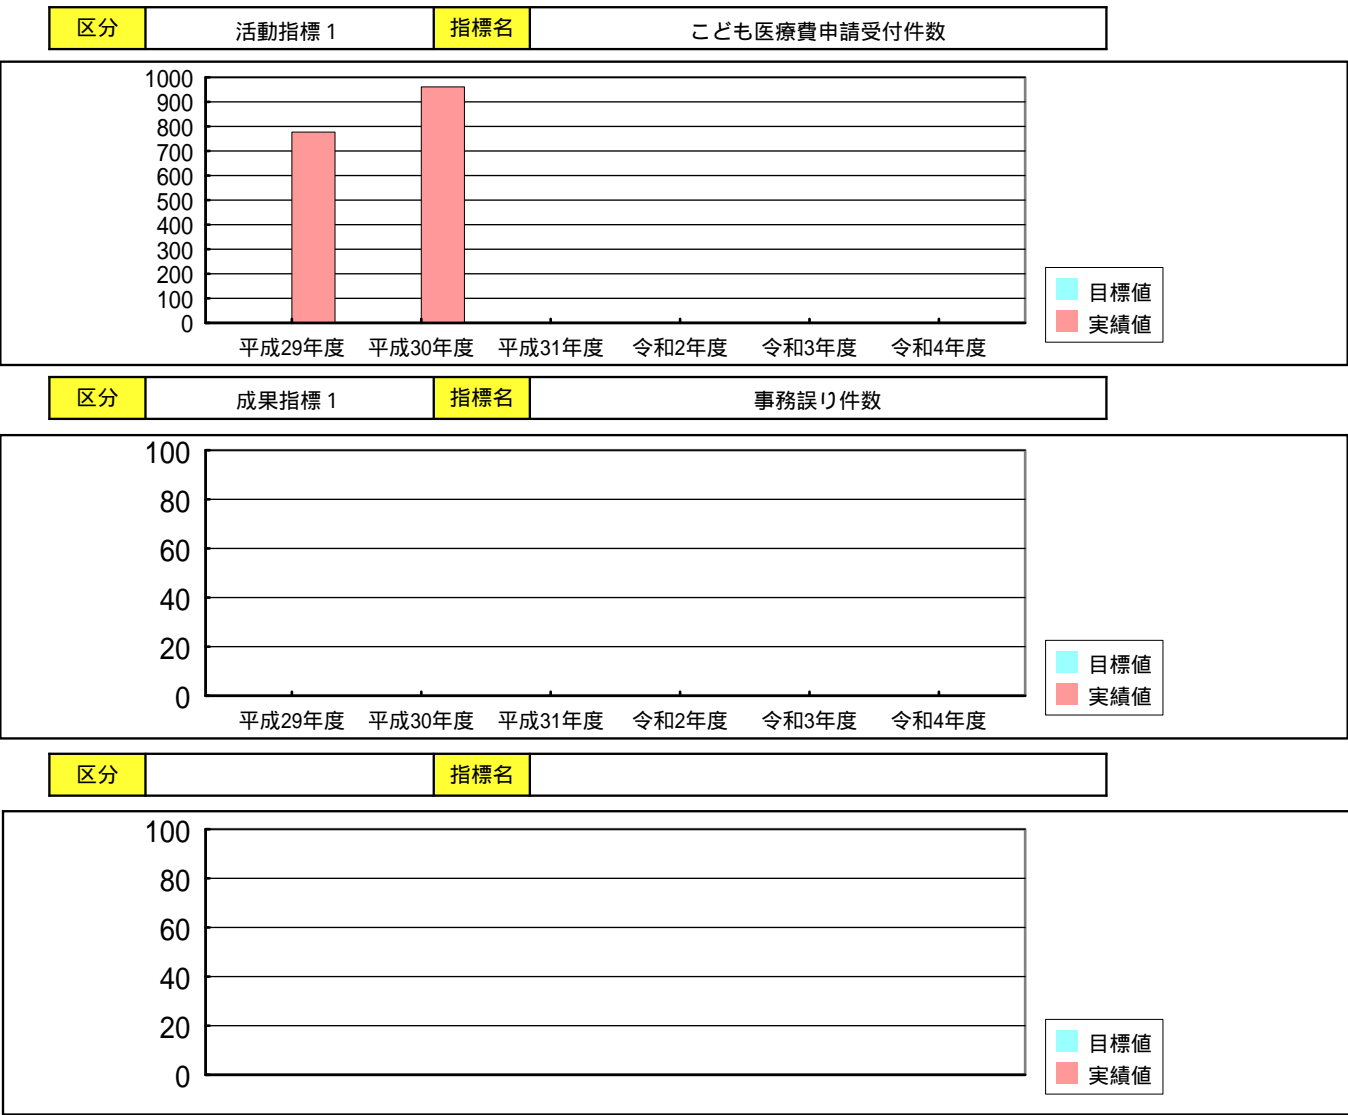 区分 活動指標1 指標名 こども医療費申請受付件数
1000
900
800
700
600
500
400
300
200
100
0
平成29年度 平成30年度 平成31年度 令和2年度 令和3年度 令和4年度
目標値
実績値
区分 成果指標1 指標名 事務誤り件数
100
80
60
40
20
0
平成29年度 平成30年度 平成31年度 令和2年度 令和3年度 令和4年度
目標値
実績値
区分 指標名
100
80
60
40
20
0
目標値
実績値